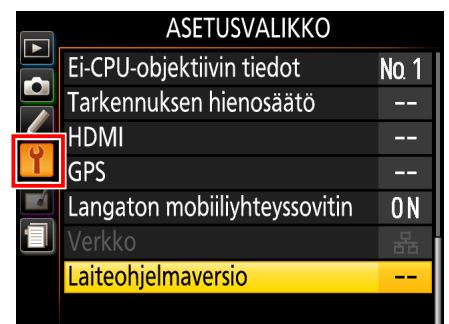 ASETUSVALIKKO
Ei-CPU-objektiivin tiedot No. 1
Tarkennuksen hienosäätö --
HDMI --
GPS --
Langaton mobiiliyhteyssovitin ON
Verkko
Laiteohjelmaversio --